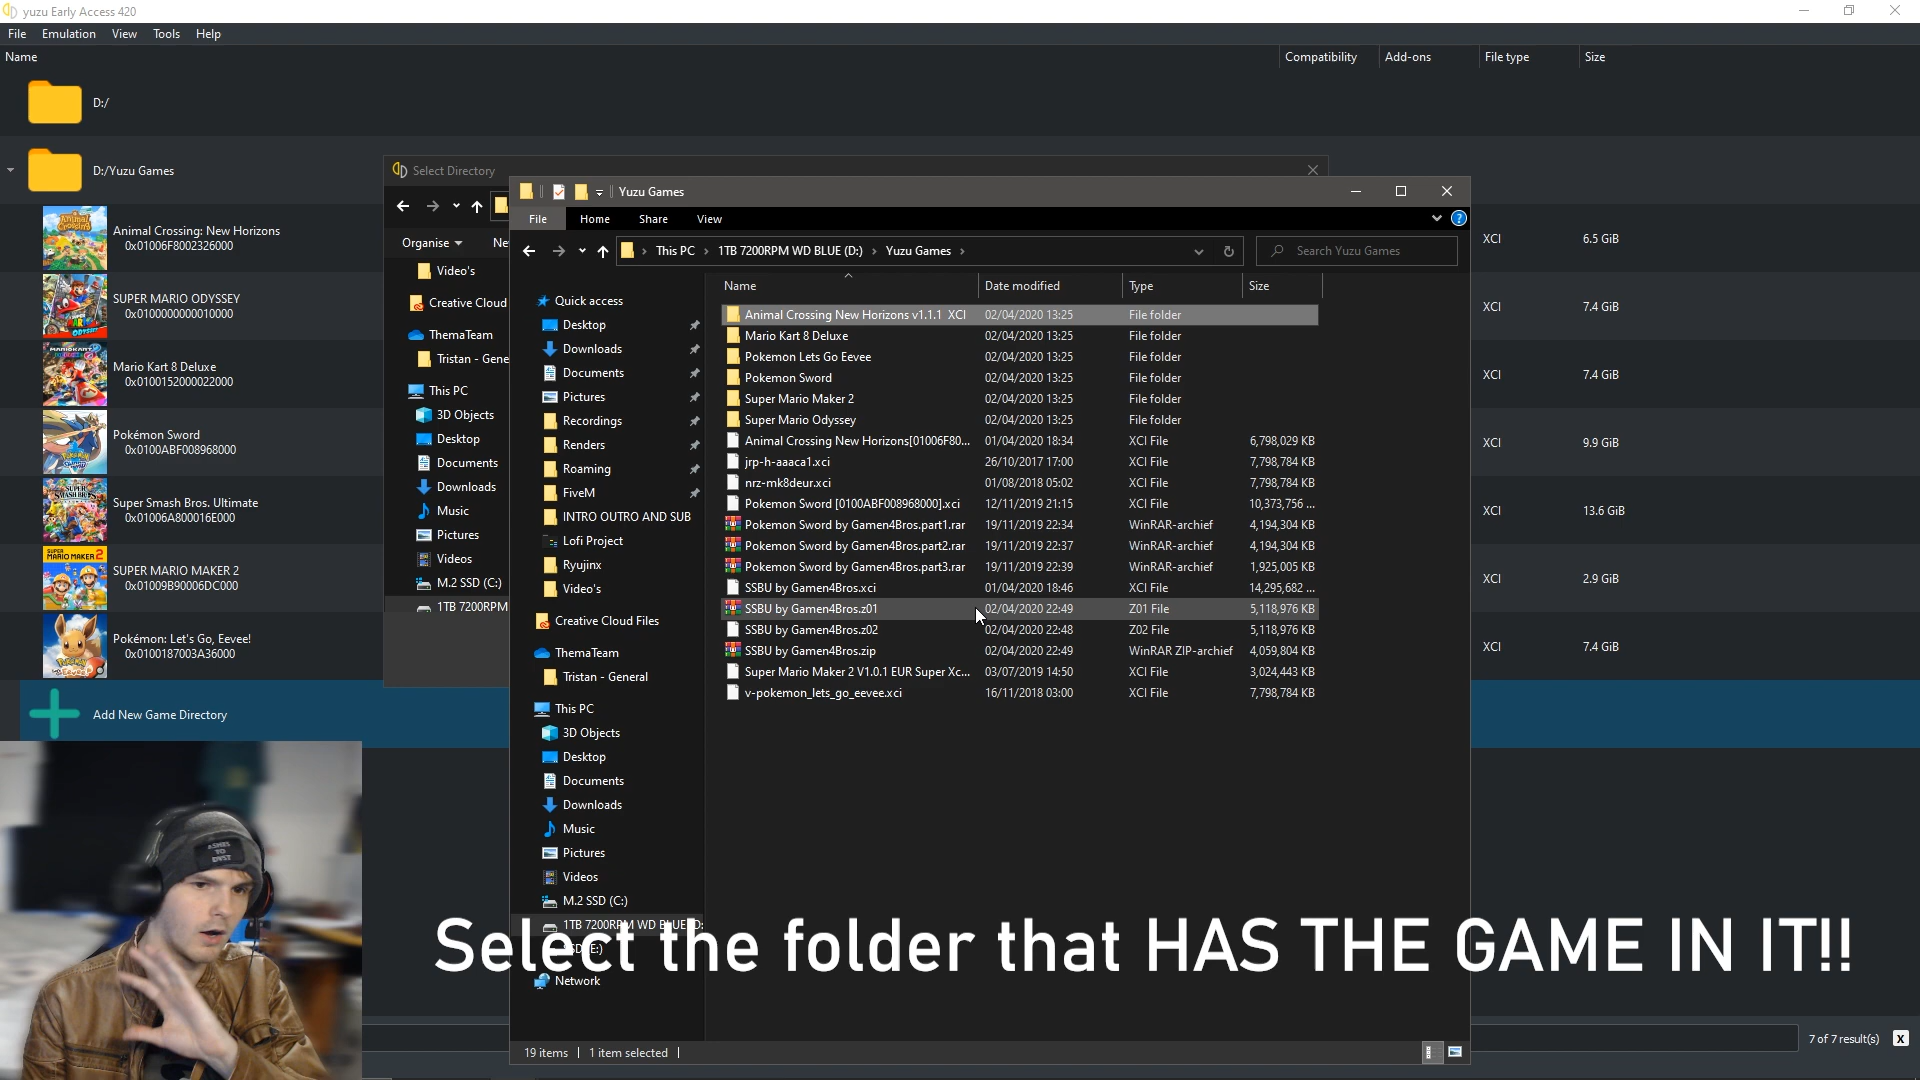 yuzu Early Access 420
File Emulation View Tools Help
Name Compatibility Add-ons File type Size
D:/
D:/Yuzu Games
Animal Crossing: New Horizons
0x01006F8002326000
XCI 6.5 GiB
SUPER MARIO ODYSSEY
0x0100000000010000
XCI 7.4 GiB
Mario Kart 8 Deluxe
0x0100152000022000
XCI 7.4 GiB
Pokémon Sword
0x0100ABF008968000
XCI 9.9 GiB
Super Smash Bros. Ultimate
0x01006A800016E000
XCI 13.6 GiB
SUPER MARIO MAKER 2
0x01009B90006DC000
XCI 2.9 GiB
Pokémon: Let's Go, Eevee!
0x0100187003A36000
XCI 7.4 GiB
Add New Game Directory
Select Directory
Organise Ne
Video's
Creative Cloud
ThemaTeam
Tristan - Gene
This PC
3D Objects
Desktop
Documents
Downloads
Music
Pictures
Videos
M.2 SSD (C:)
1TB 7200RPM
Yuzu Games
File Home Share View
This PC 1TB 7200RPM WD BLUE (D:) Yuzu Games
Search Yuzu Games
Quick access
Desktop
Downloads
Documents
Pictures
Recordings
Renders
Roaming
FiveM
INTRO OUTRO AND SUB
Lofi Project
Ryujinx
Video's
Creative Cloud Files
ThemaTeam
Tristan - General
This PC
3D Objects
Desktop
Documents
Downloads
Music
Pictures
Videos
M.2 SSD (C:)
1TB 7200RPM WD BLUE (D:
SSD (E:)
Network
Name Date modified Type Size
Animal Crossing New Horizons v1.1.1 XCI 02/04/2020 13:25 File folder
Mario Kart 8 Deluxe 02/04/2020 13:25 File folder
Pokemon Lets Go Eevee 02/04/2020 13:25 File folder
Pokemon Sword 02/04/2020 13:25 File folder
Super Mario Maker 2 02/04/2020 13:25 File folder
Super Mario Odyssey 02/04/2020 13:25 File folder
Animal Crossing New Horizons[01006F80... 01/04/2020 18:34 XCI File 6,798,029 KB
jrp-h-aaaca1.xci 26/10/2017 17:00 XCI File 7,798,784 KB
nrz-mk8deur.xci 01/08/2018 05:02 XCI File 7,798,784 KB
Pokemon Sword [0100ABF008968000].xci 12/11/2019 21:15 XCI File 10,373,756 ...
Pokemon Sword by Gamen4Bros.part1.rar 19/11/2019 22:34 WinRAR-archief 4,194,304 KB
Pokemon Sword by Gamen4Bros.part2.rar 19/11/2019 22:37 WinRAR-archief 4,194,304 KB
Pokemon Sword by Gamen4Bros.part3.rar 19/11/2019 22:39 WinRAR-archief 1,925,005 KB
SSBU by Gamen4Bros.xci 01/04/2020 18:46 XCI File 14,295,682 ...
SSBU by Gamen4Bros.z01 02/04/2020 22:49 Z01 File 5,118,976 KB
SSBU by Gamen4Bros.z02 02/04/2020 22:48 Z02 File 5,118,976 KB
SSBU by Gamen4Bros.zip 02/04/2020 22:49 WinRAR ZIP-archief 4,059,804 KB
Super Mario Maker 2 V1.0.1 EUR Super Xc... 03/07/2019 14:50 XCI File 3,024,443 KB
v-pokemon_lets_go_eevee.xci 16/11/2018 03:00 XCI File 7,798,784 KB
19 items 1 item selected
7 of 7 result(s) X
ASHES
TO
DVST
Select the folder that HAS THE GAME IN IT!!